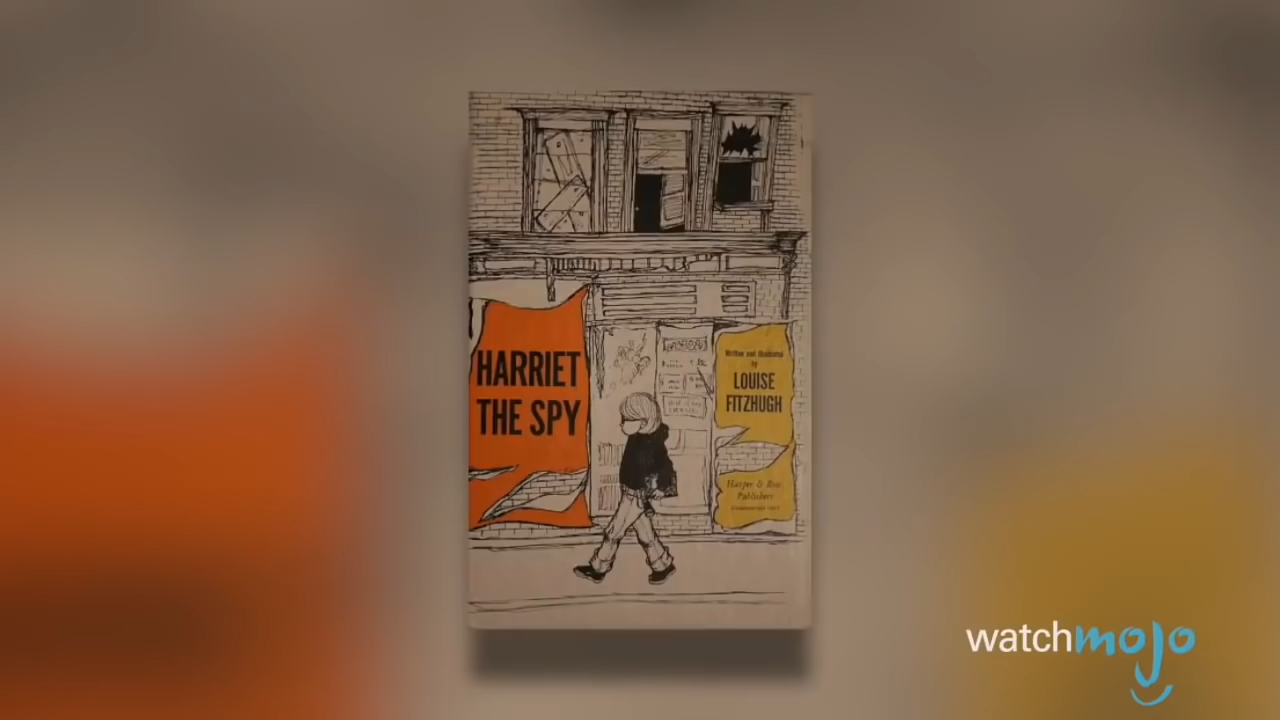 HARRIET
THE SPY
Written and Illustrated
by
LOUISE
FITZHUGH
Harper & Row
Publishers
watchmojo